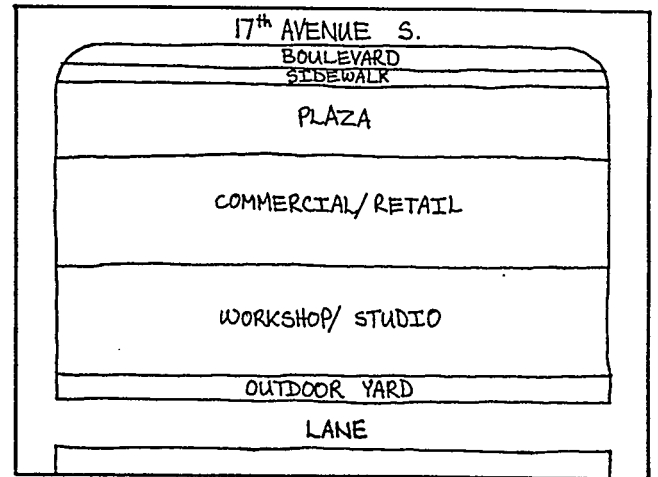 17th AVENUE S.
BOULEVARD
SIDEWALK
PLAZA
COMMERCIAL/RETAIL
WORKSHOP/ STUDIO
OUTDOOR YARD
LANE